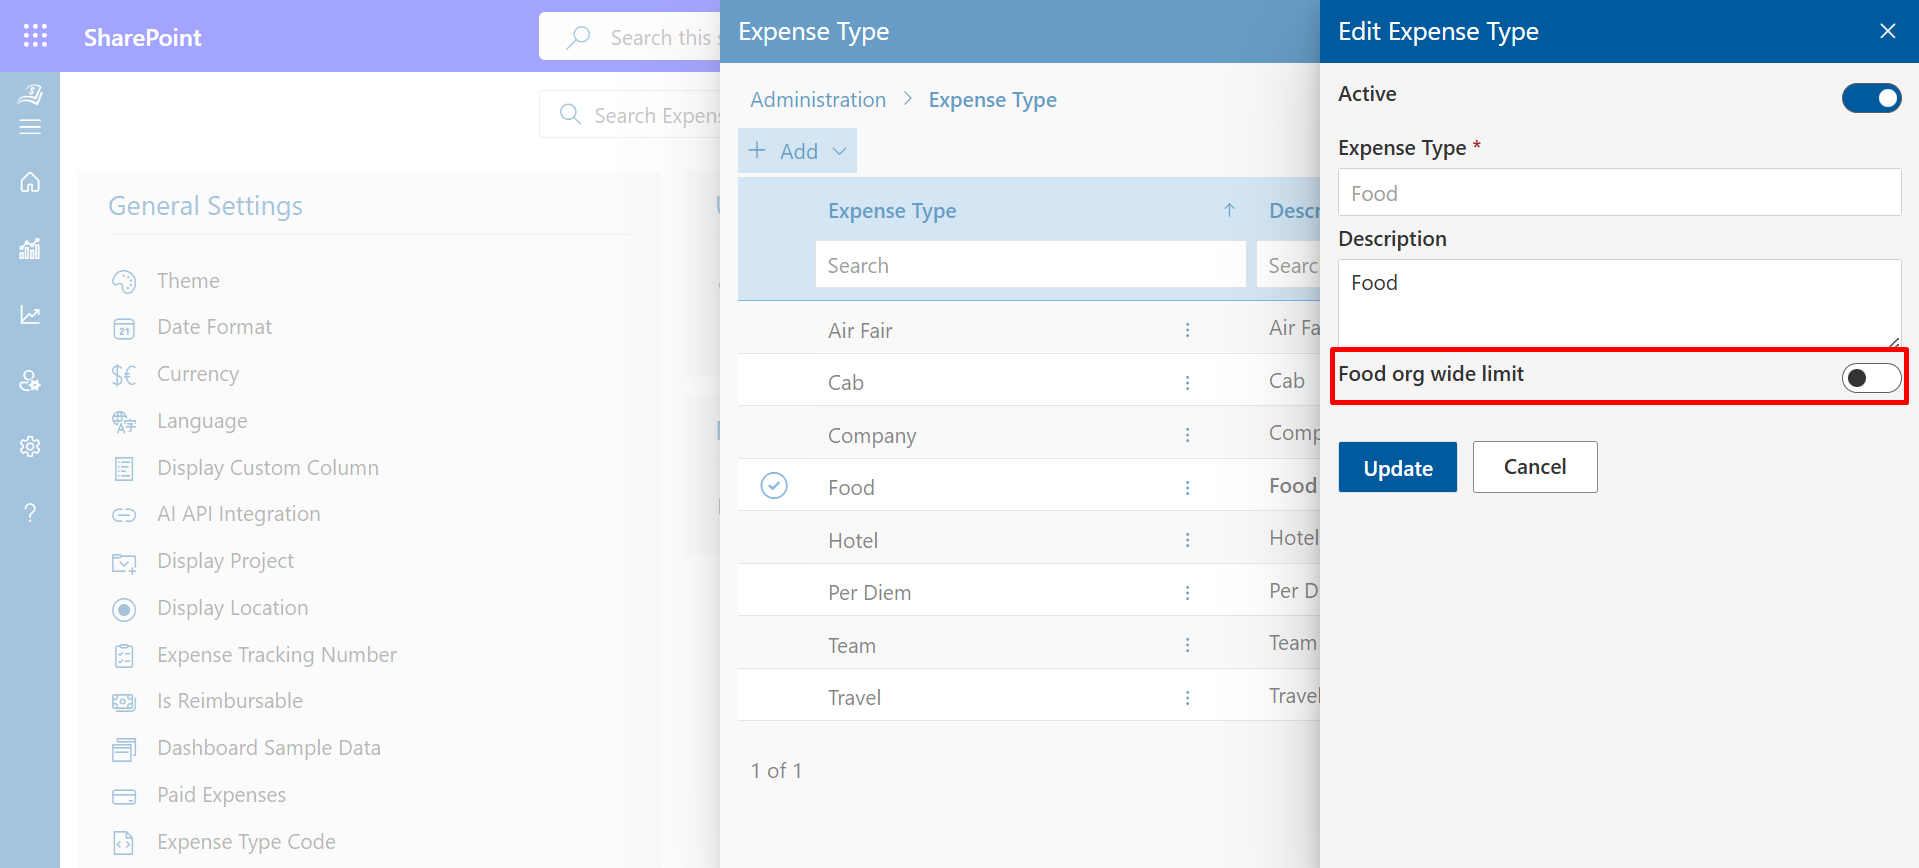 SharePoint
Search this
Search Expen
General Settings
Theme
21
Date Format
Currency
Language
Display Custom Column
AI API Integration
Display Project
Display Location
Expense Tracking Number
Is Reimbursable
Dashboard Sample Data
Paid Expenses
Expense Type Code
Expense Type
Administration > Expense Type
+ Add
Expense Type ↑ Descr
Search Searc
Air Fair Air Fa
Cab Cab
Company Comp
Food Food
Hotel Hotel
Per Diem Per D
Team Team
Travel Travel
1 of 1
Edit Expense Type
Active
Expense Type *
Food
Description
Food
Food org wide limit
Update Cancel